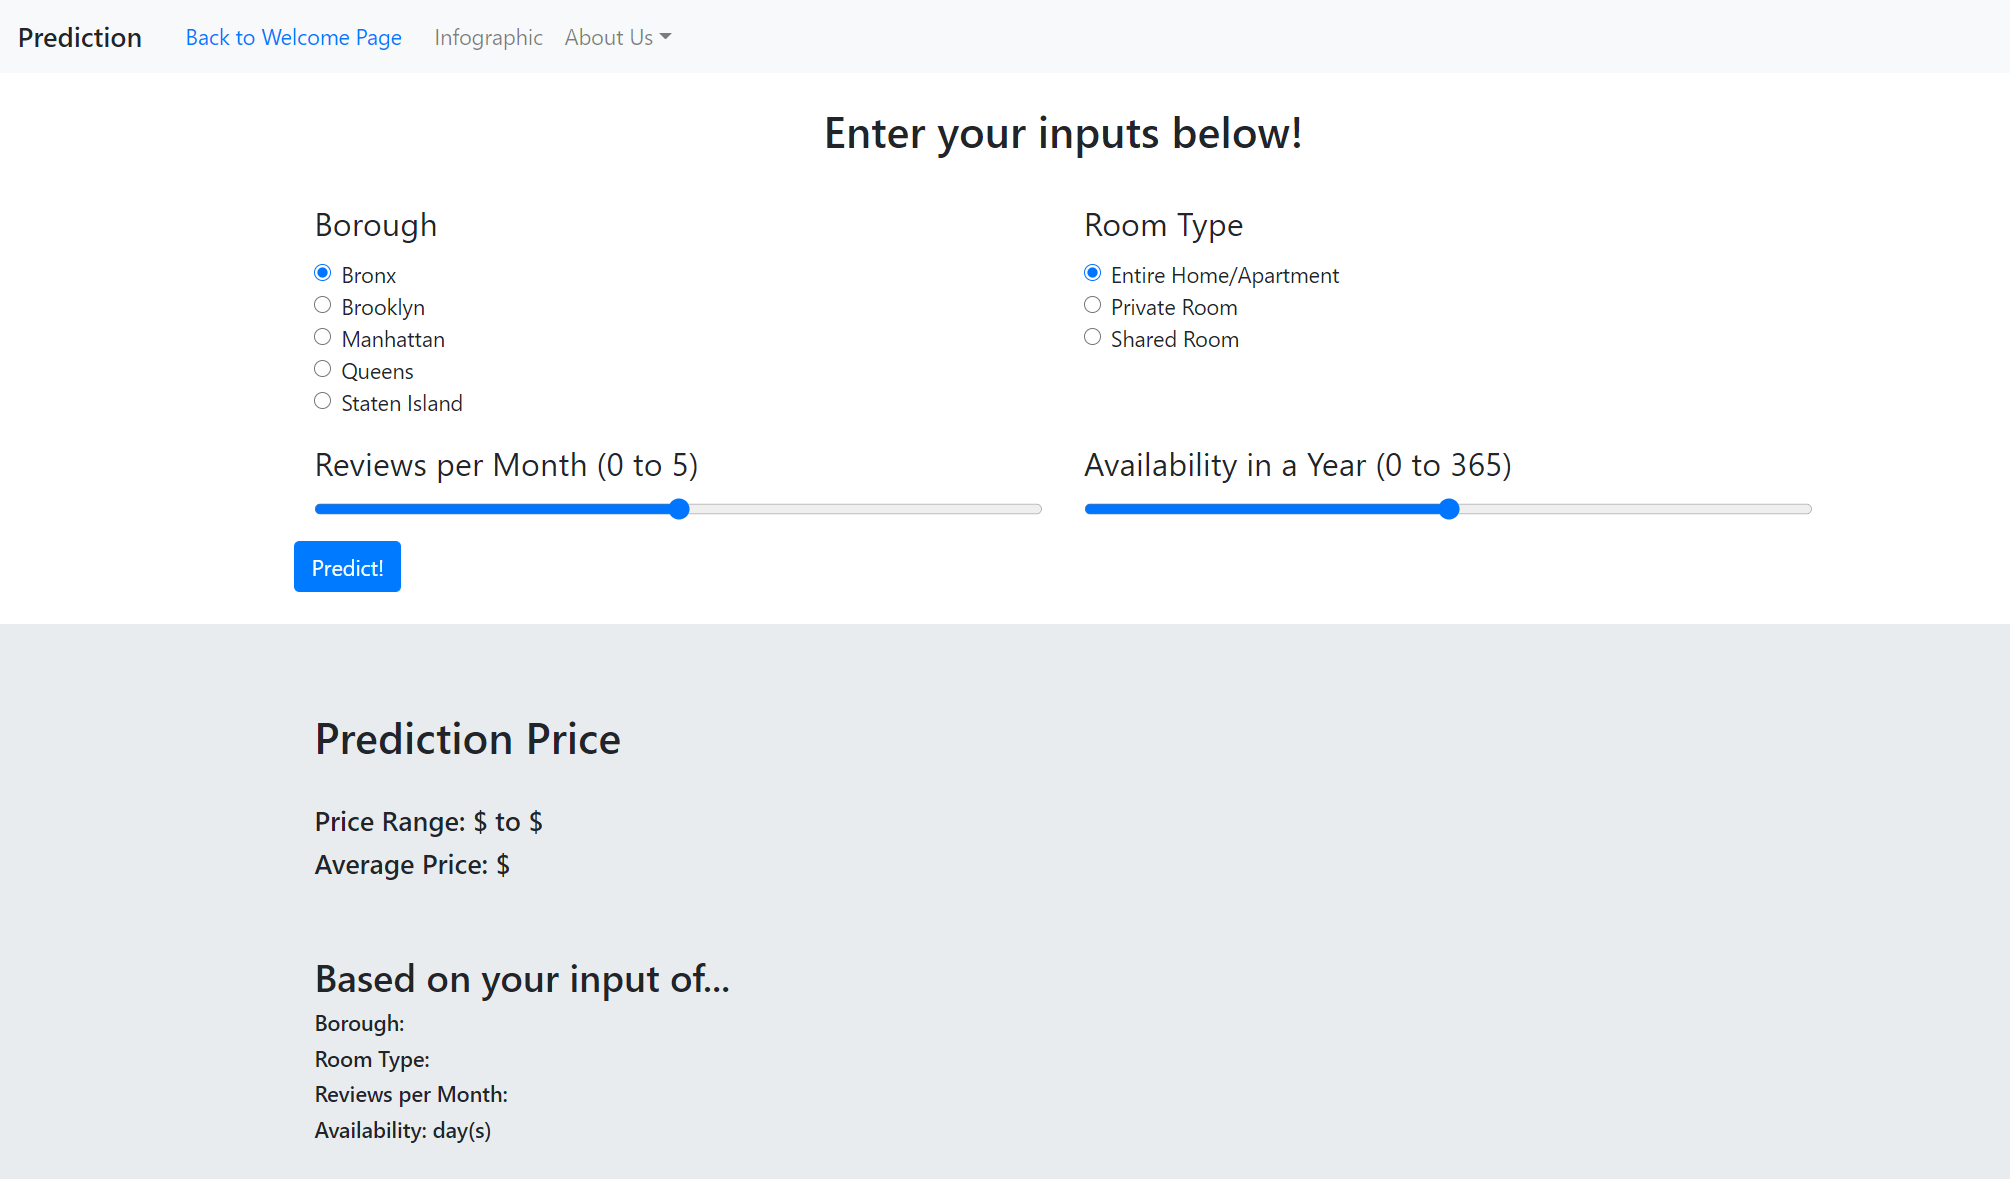 Prediction Back to Welcome Page Infographic About Us
Enter your inputs below!
Borough
Bronx
Brooklyn
Manhattan
Queens
Staten Island
Room Type
Entire Home/Apartment
Private Room
Shared Room
Reviews per Month (0 to 5)
Availability in a Year (0 to 365)
Predict!
Prediction Price
Price Range: $ to $
Average Price: $
Based on your input of...
Borough:
Room Type:
Reviews per Month:
Availability: day(s)